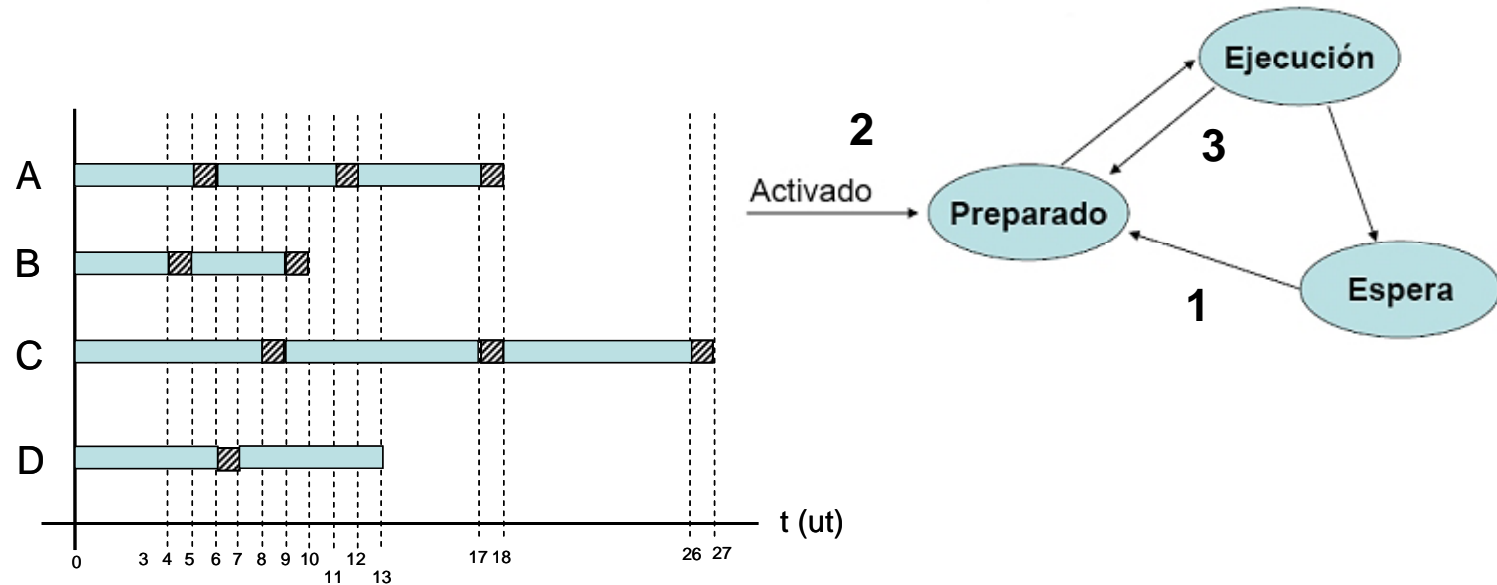 A
B
C
D
t (ut)
0 3 4 5 6 7 8 9 10 11 12 13 17 18 26 27
Ejecución
2
3
Activado
Preparado
Espera
1